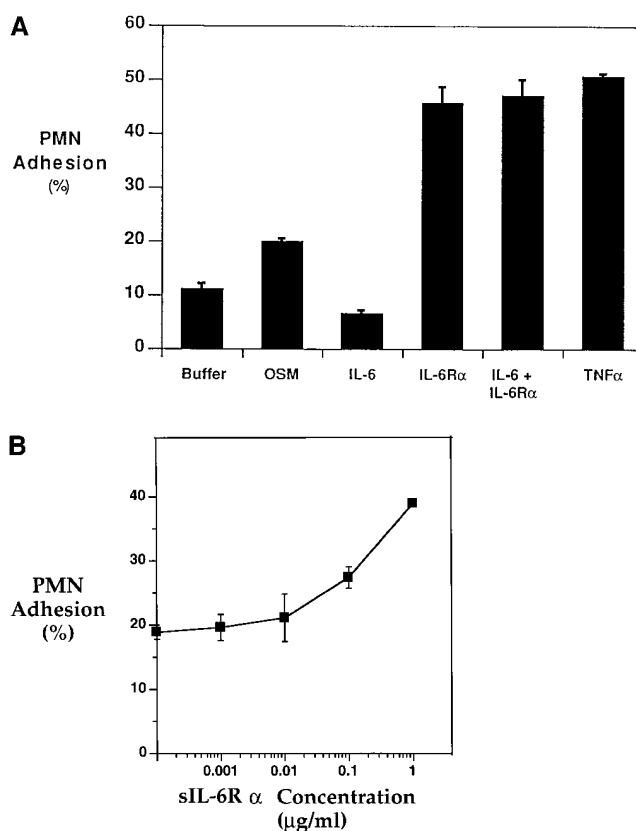 A
60
50
PMN
Adhesion
(%)
40
30
20
10
0
Buffer
OSM
IL-6
IL-6Rα
IL-6 +
IL-6Rα
TNFα
B
40
30
PMN
Adhesion
(%)
20
10
0
0.001
0.01
0.1
1
sIL-6R α Concentration
(µg/ml)